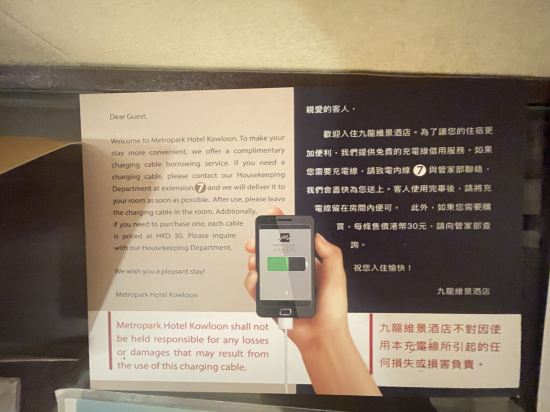 Dear Guest,
Welcome to Metropark Hotel Kowloon. To make your
stay more convenient, we offer a complimentary
charging cable borrowing service. If you need a
charging cable, please contact our Housekeeping
Department at extension 7 and we will deliver it to
your room as soon as possible. After use, please leave
the charging cable in the room. Additionally,
if you need to purchase one, each cable
is priced at HKD 30. Please inquire
with our Housekeeping Department.
We wish you a pleasant stay!
Metropark Hotel Kowloon
親愛的客人，
歡迎入住九龍維景酒店。為了讓您的住宿更
加便利，我們提供免費的充電線借用服務。如果
您需要充電線，請致電內線 7 與管家部聯絡，
我們會盡快為您送上。客人使用完畢後，請將充
電線留在房間內便可。 此外，如果您需要購
買，每條售價港幣30元，請向管家部查
詢。
祝您入住愉快！
九龍維景酒店
Metropark Hotel Kowloon shall not
be held responsible for any losses
or damages that may result from
the use of this charging cable.
九龍維景酒店不對因使
用本充電線所引起的任
何損失或損害負責。